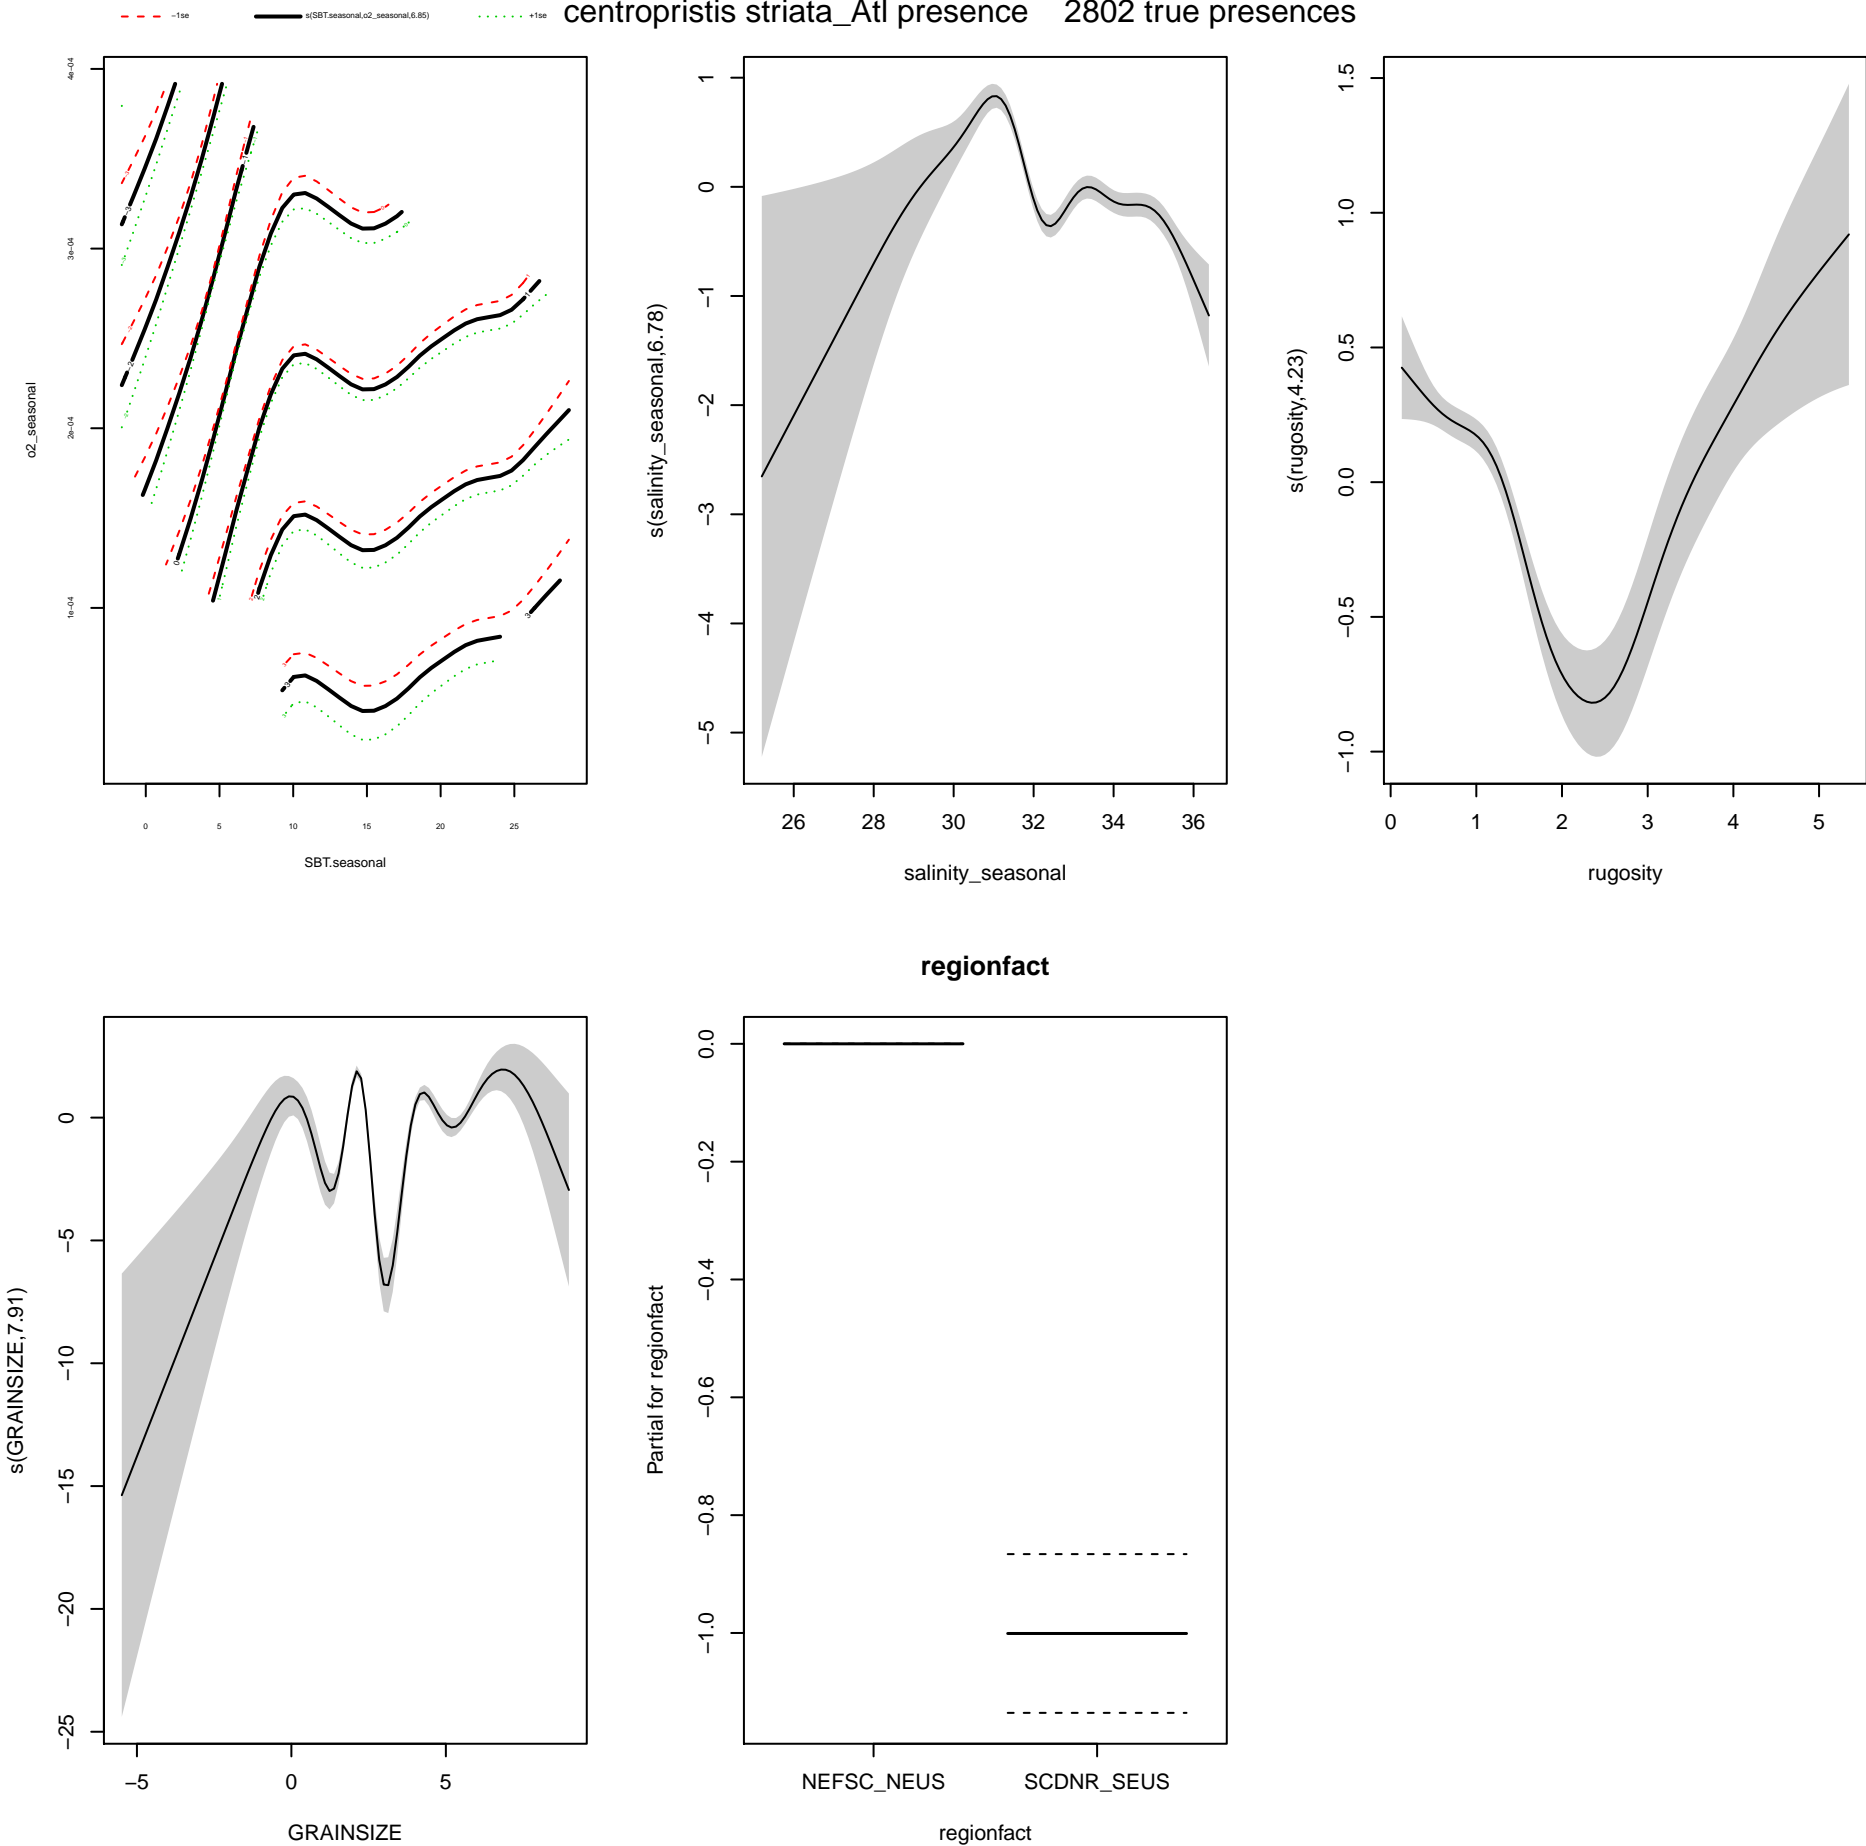 centropristis striata_Atl presence 2802 true presences
−1se s(SBT.seasonal,o2_seasonal,6.85) +1se
o2_seasonal
4e−04
3e−04
2e−04
1e−04
0 5 10 15 20 25
SBT.seasonal
s(salinity_seasonal,6.78)
1
0
−1
−2
−3
−4
−5
26 28 30 32 34 36
salinity_seasonal
s(rugosity,4.23)
1.5
1.0
0.5
0.0
−0.5
−1.0
0 1 2 3 4 5
rugosity
s(GRAINSIZE,7.91)
0
−5
−10
−15
−20
−25
−5 0 5
GRAINSIZE
regionfact
Partial for regionfact
0.0
−0.2
−0.4
−0.6
−0.8
−1.0
NEFSC_NEUS SCDNR_SEUS
regionfact